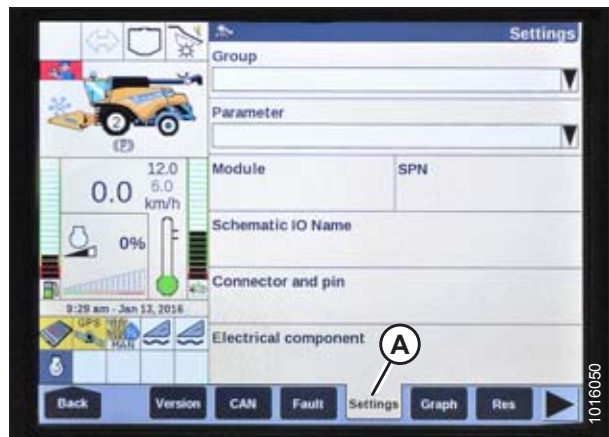 Settings
Group
Parameter
2
(P)
12.0
0.0 6.0
km/h
Module SPN
0%
Schematic IO Name
Connector and pin
9:29 am - Jan 13, 2016
GPS
MAN
Electrical component
A
Back Version CAN Fault Settings Graph Res
1016050